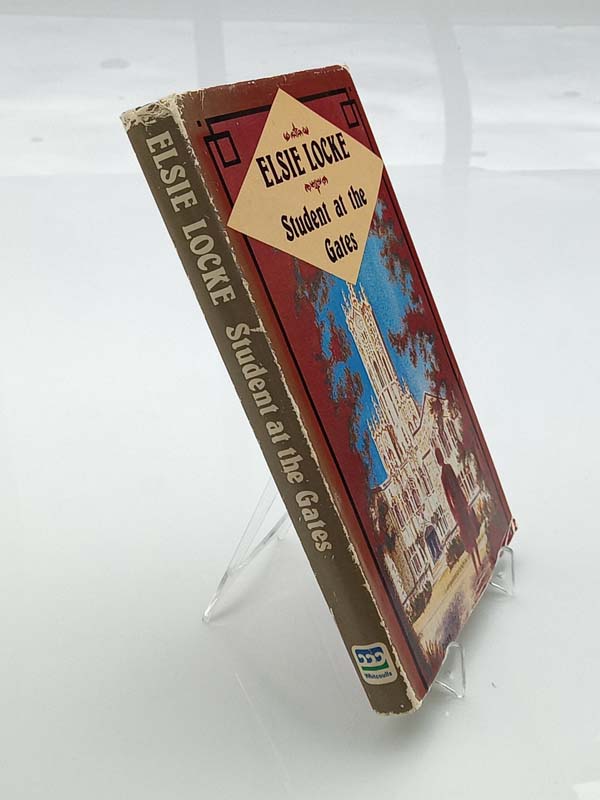 ELSIE LOCKE
Student at the
Gates
ELSIE LOCKE Student at the Gates
Whitcoulls